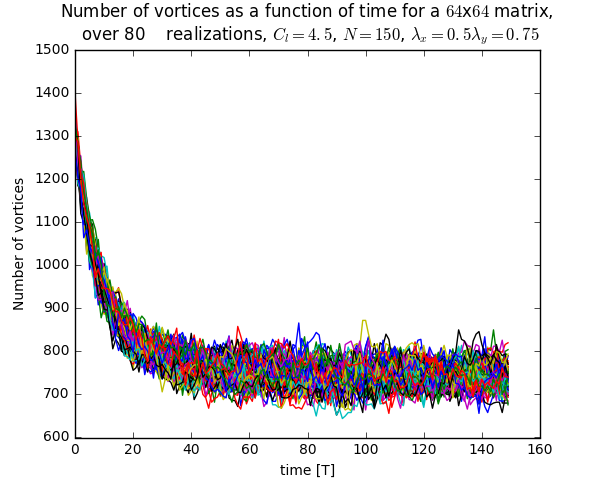 Number of vortices as a function of time for a 64x64 matrix,
over 80 realizations, C_l = 4.5, N = 150, λ_x = 0.5λ_y = 0.75
1500
1400
1300
1200
1100
1000
900
800
700
600
Number of vortices
0 20 40 60 80 100 120 140 160
time [T]